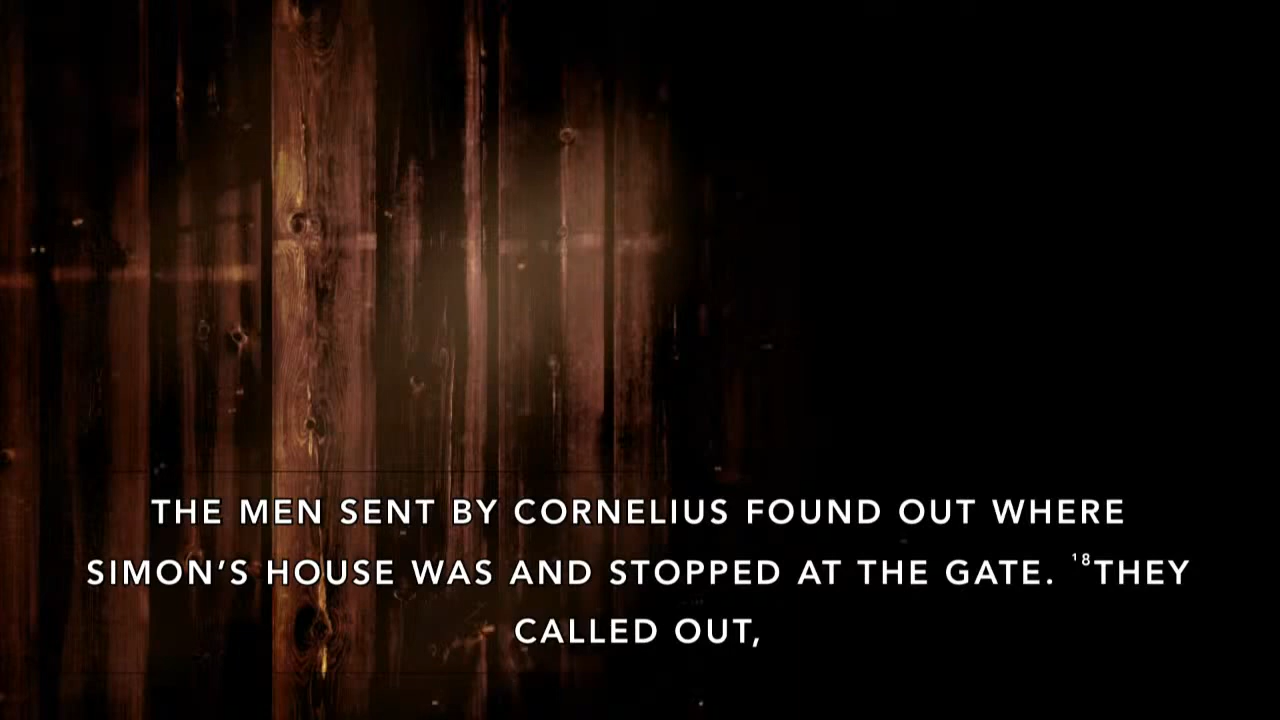 THE MEN SENT BY CORNELIUS FOUND OUT WHERE
SIMON’S HOUSE WAS AND STOPPED AT THE GATE. ¹⁸THEY
CALLED OUT,